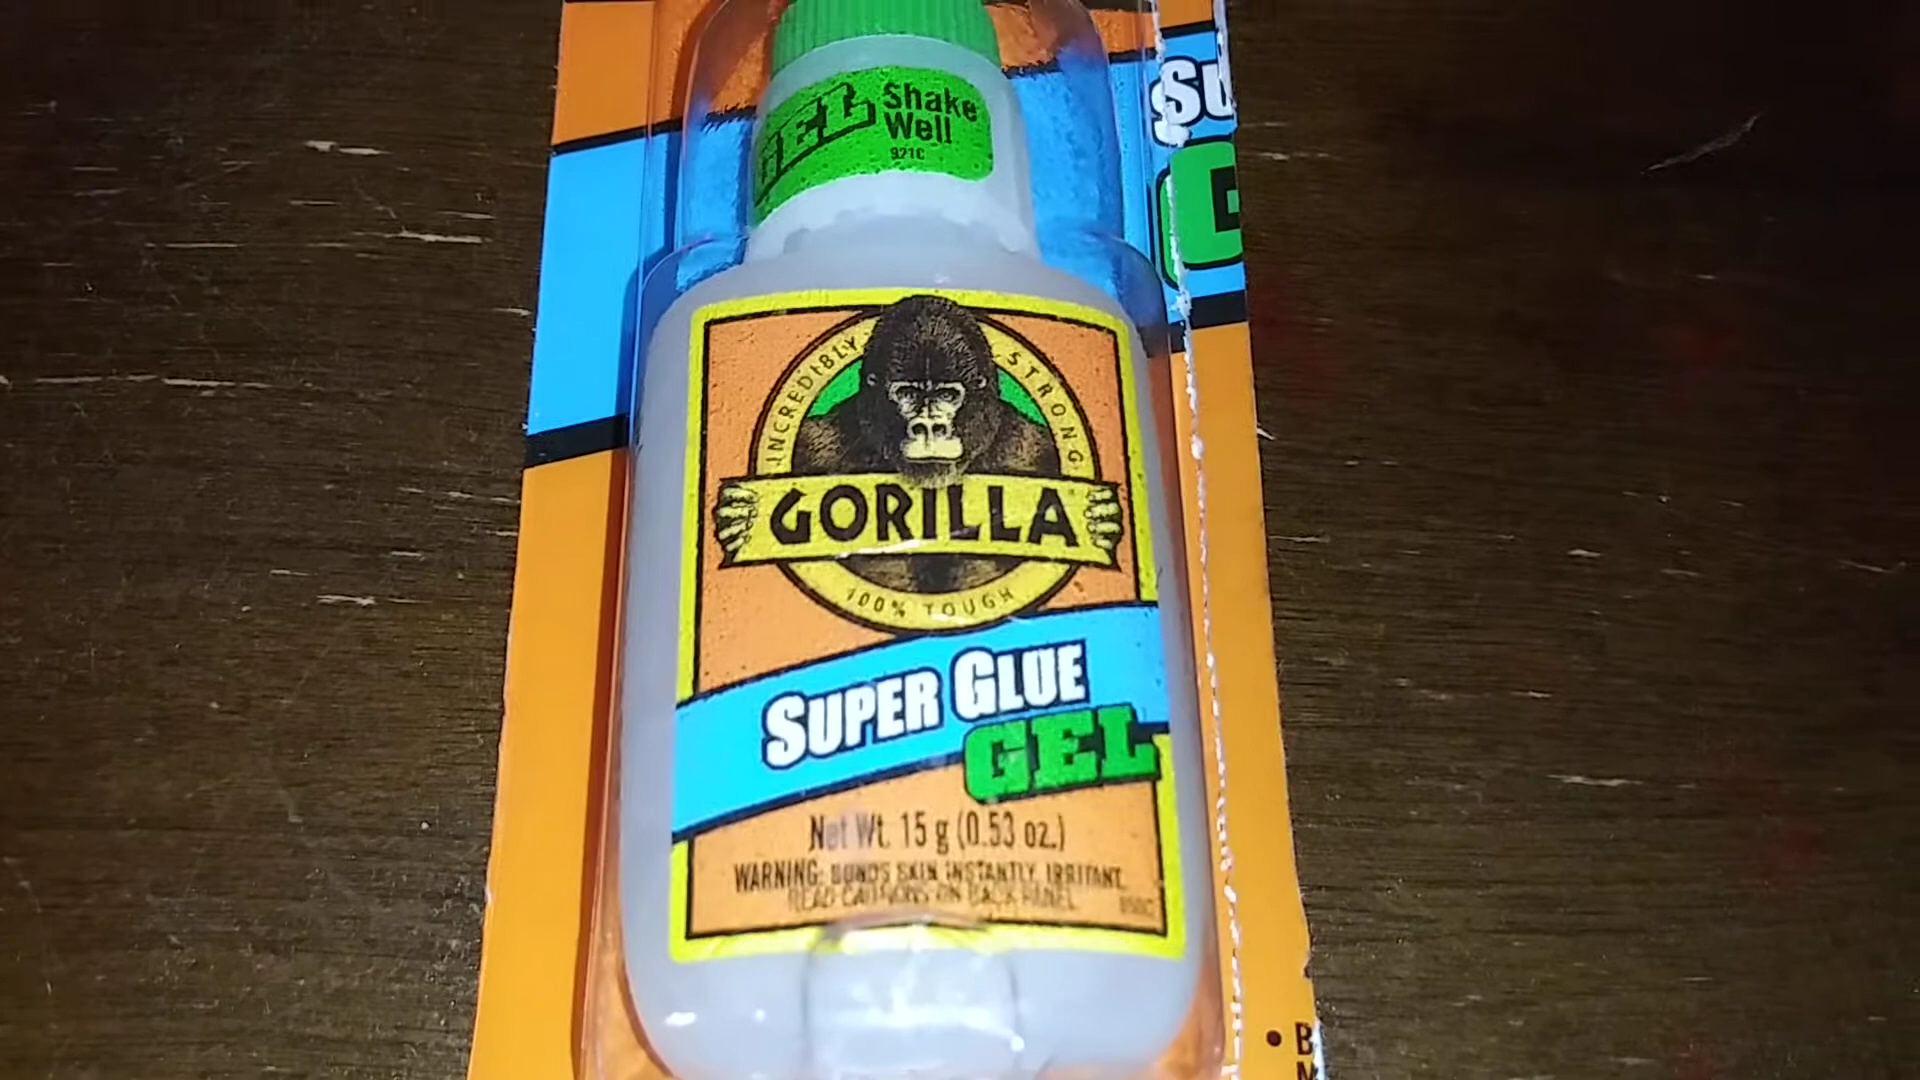 GEL Shake
Well
921C
Su
G
INCREDIBLY STRONG
GORILLA
100% TOUGH
SUPER GLUE
GEL
Net Wt. 15 g (0.53 oz.)
WARNING: BONDS SKIN INSTANTLY. IRRITANT.
READ CAUTIONS ON BACK PANEL
• B